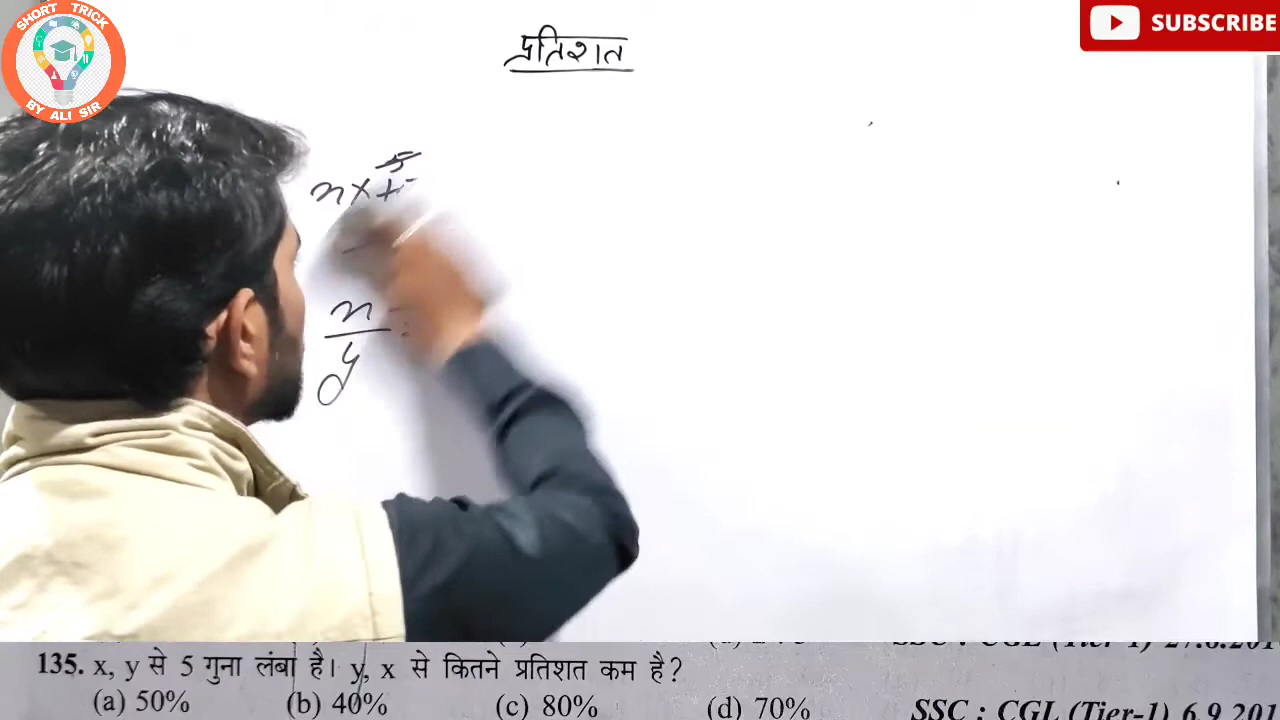 SHORT TRICK
BY ALI SIR
SUBSCRIBE
प्रतिशत
5
x
y
135. x, y से 5 गुना लंबा है। y, x से कितने प्रतिशत कम है?
(a) 50% (b) 40% (c) 80% (d) 70% SSC : CGL (Tier-1) 6.9.201